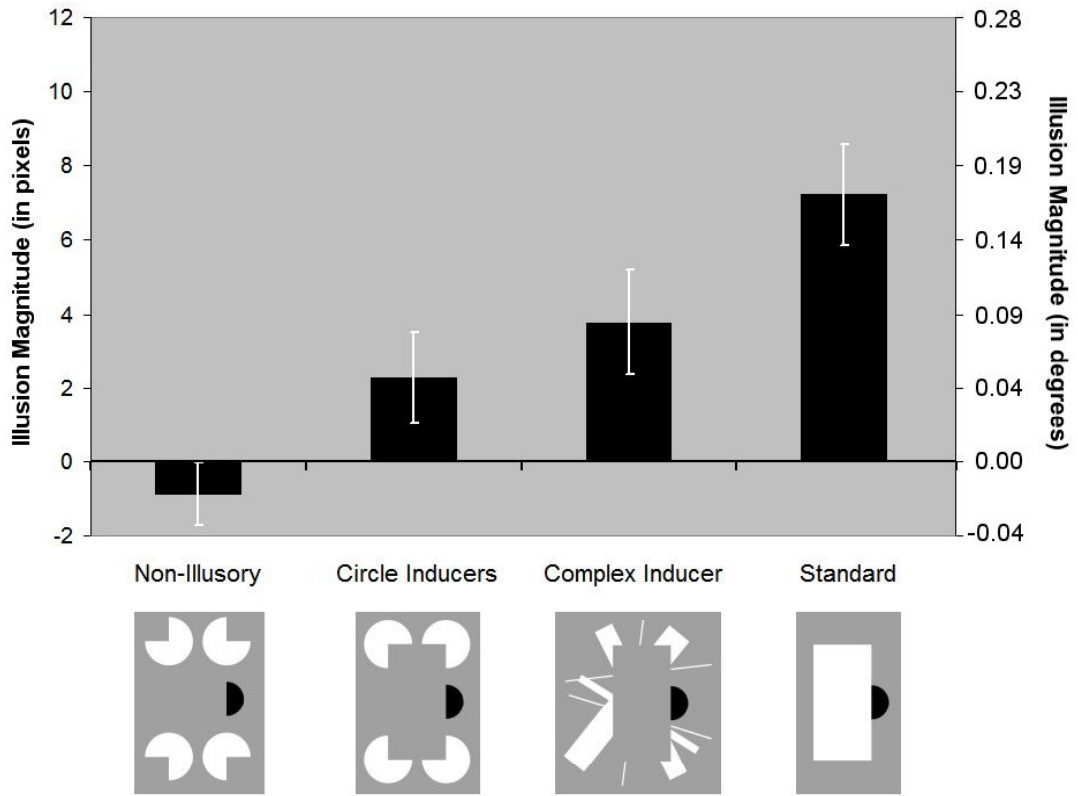 Illusion Magnitude (in pixels)
12
10
8
6
4
2
0
-2
0.28
0.23
0.19
0.14
0.09
0.04
0.00
-0.04
Illusion Magnitude (in degrees)
Non-Illusory
Circle Inducers
Complex Inducer
Standard